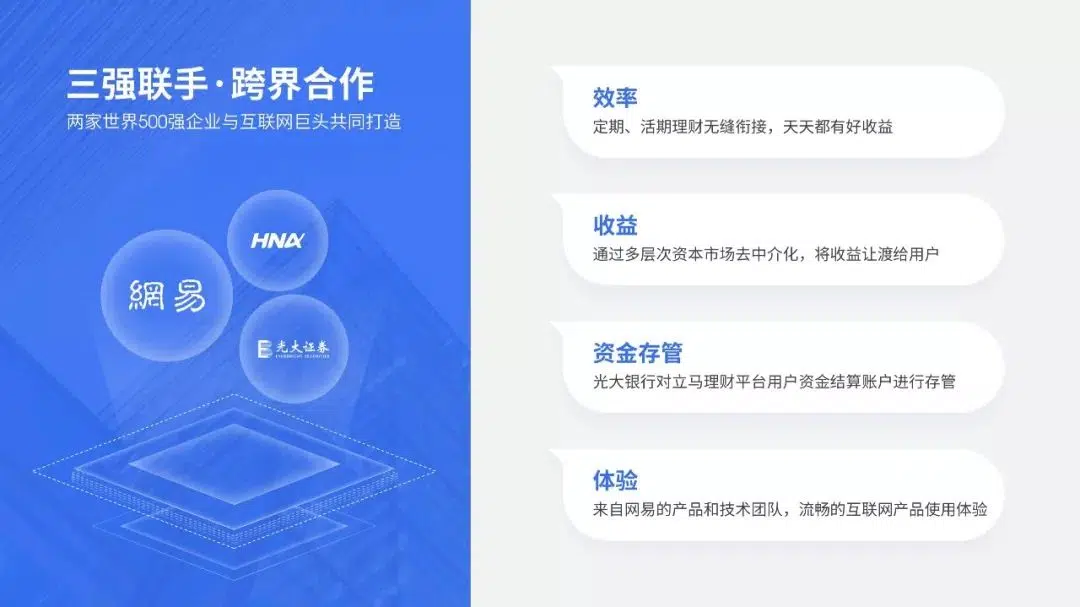 三强联手·跨界合作
两家世界500强企业与互联网巨头共同打造
HNA
網易
光大证券
EVERBRIGHT SECURITIES
效率
定期、活期理财无缝衔接，天天都有好收益
收益
通过多层次资本市场去中介化，将收益让渡给用户
资金存管
光大银行对立马理财平台用户资金结算账户进行存管
体验
来自网易的产品和技术团队，流畅的互联网产品使用体验